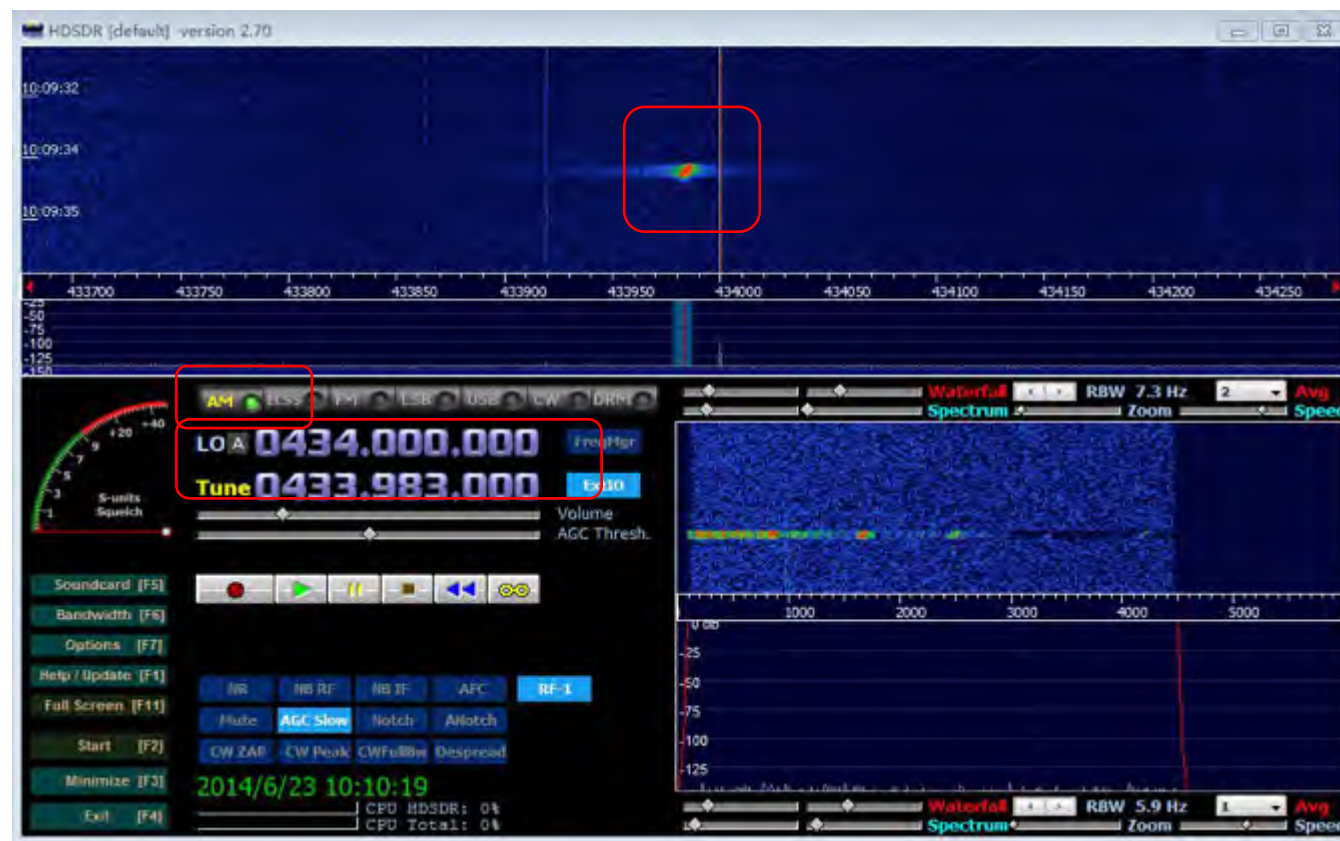 HDSDR [default] version 2.70
10:09:32
10:09:34
10:09:35
433700 433750 433800 433850 433900 433950 434000 434050 434100 434150 434200 434250
-25
-50
-75
-100
-125
-150
AM ECSS FM LSB USB CW DRM
Waterfall RBW 7.3 Hz 2 Avg
Spectrum Zoom Speed
+20 +40
9
7
5
3
1
S-units
Squelch
LO A 0434.000.000 FreqMgr
Tune 0433.983.000 ExtIO
Volume
AGC Thresh.
Soundcard [F5]
Bandwidth [F6]
Options [F7]
Help / Update [F1]
Full Screen [F11]
Start [F2]
Minimize [F3]
Exit [F4]
NR NB RF NB IF AFC RF-1
Mute AGC Slow Notch ANotch
CW ZAP CW Peak CWFullBw Despread
2014/6/23 10:10:19
CPU HDSDR: 0%
CPU Total: 0%
1000 2000 3000 4000 5000
0 dB
-25
-50
-75
-100
-125
Waterfall RBW 5.9 Hz 1 Avg
Spectrum Zoom Speed